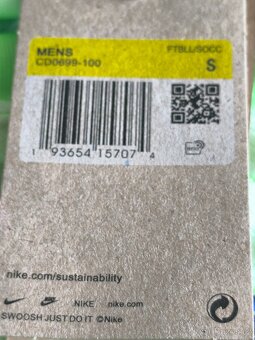 MENS FTBLL/SOCC
CD0699-100 S
1 93654 15707 4
nike.com/sustainability
NIKE nike.com
SWOOSH JUST DO IT ©Nike